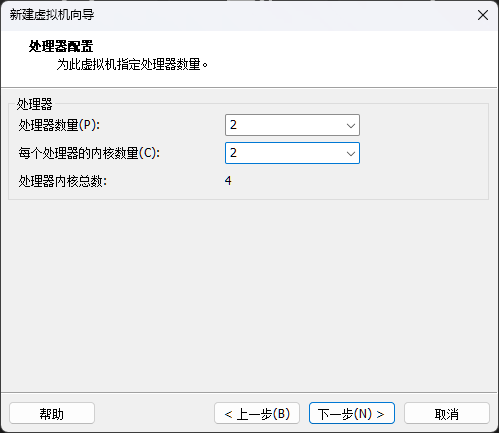 新建虚拟机向导
处理器配置
为此虚拟机指定处理器数量。
处理器
处理器数量(P): 2
每个处理器的内核数量(C): 2
处理器内核总数: 4
帮助 < 上一步(B) 下一步(N) > 取消